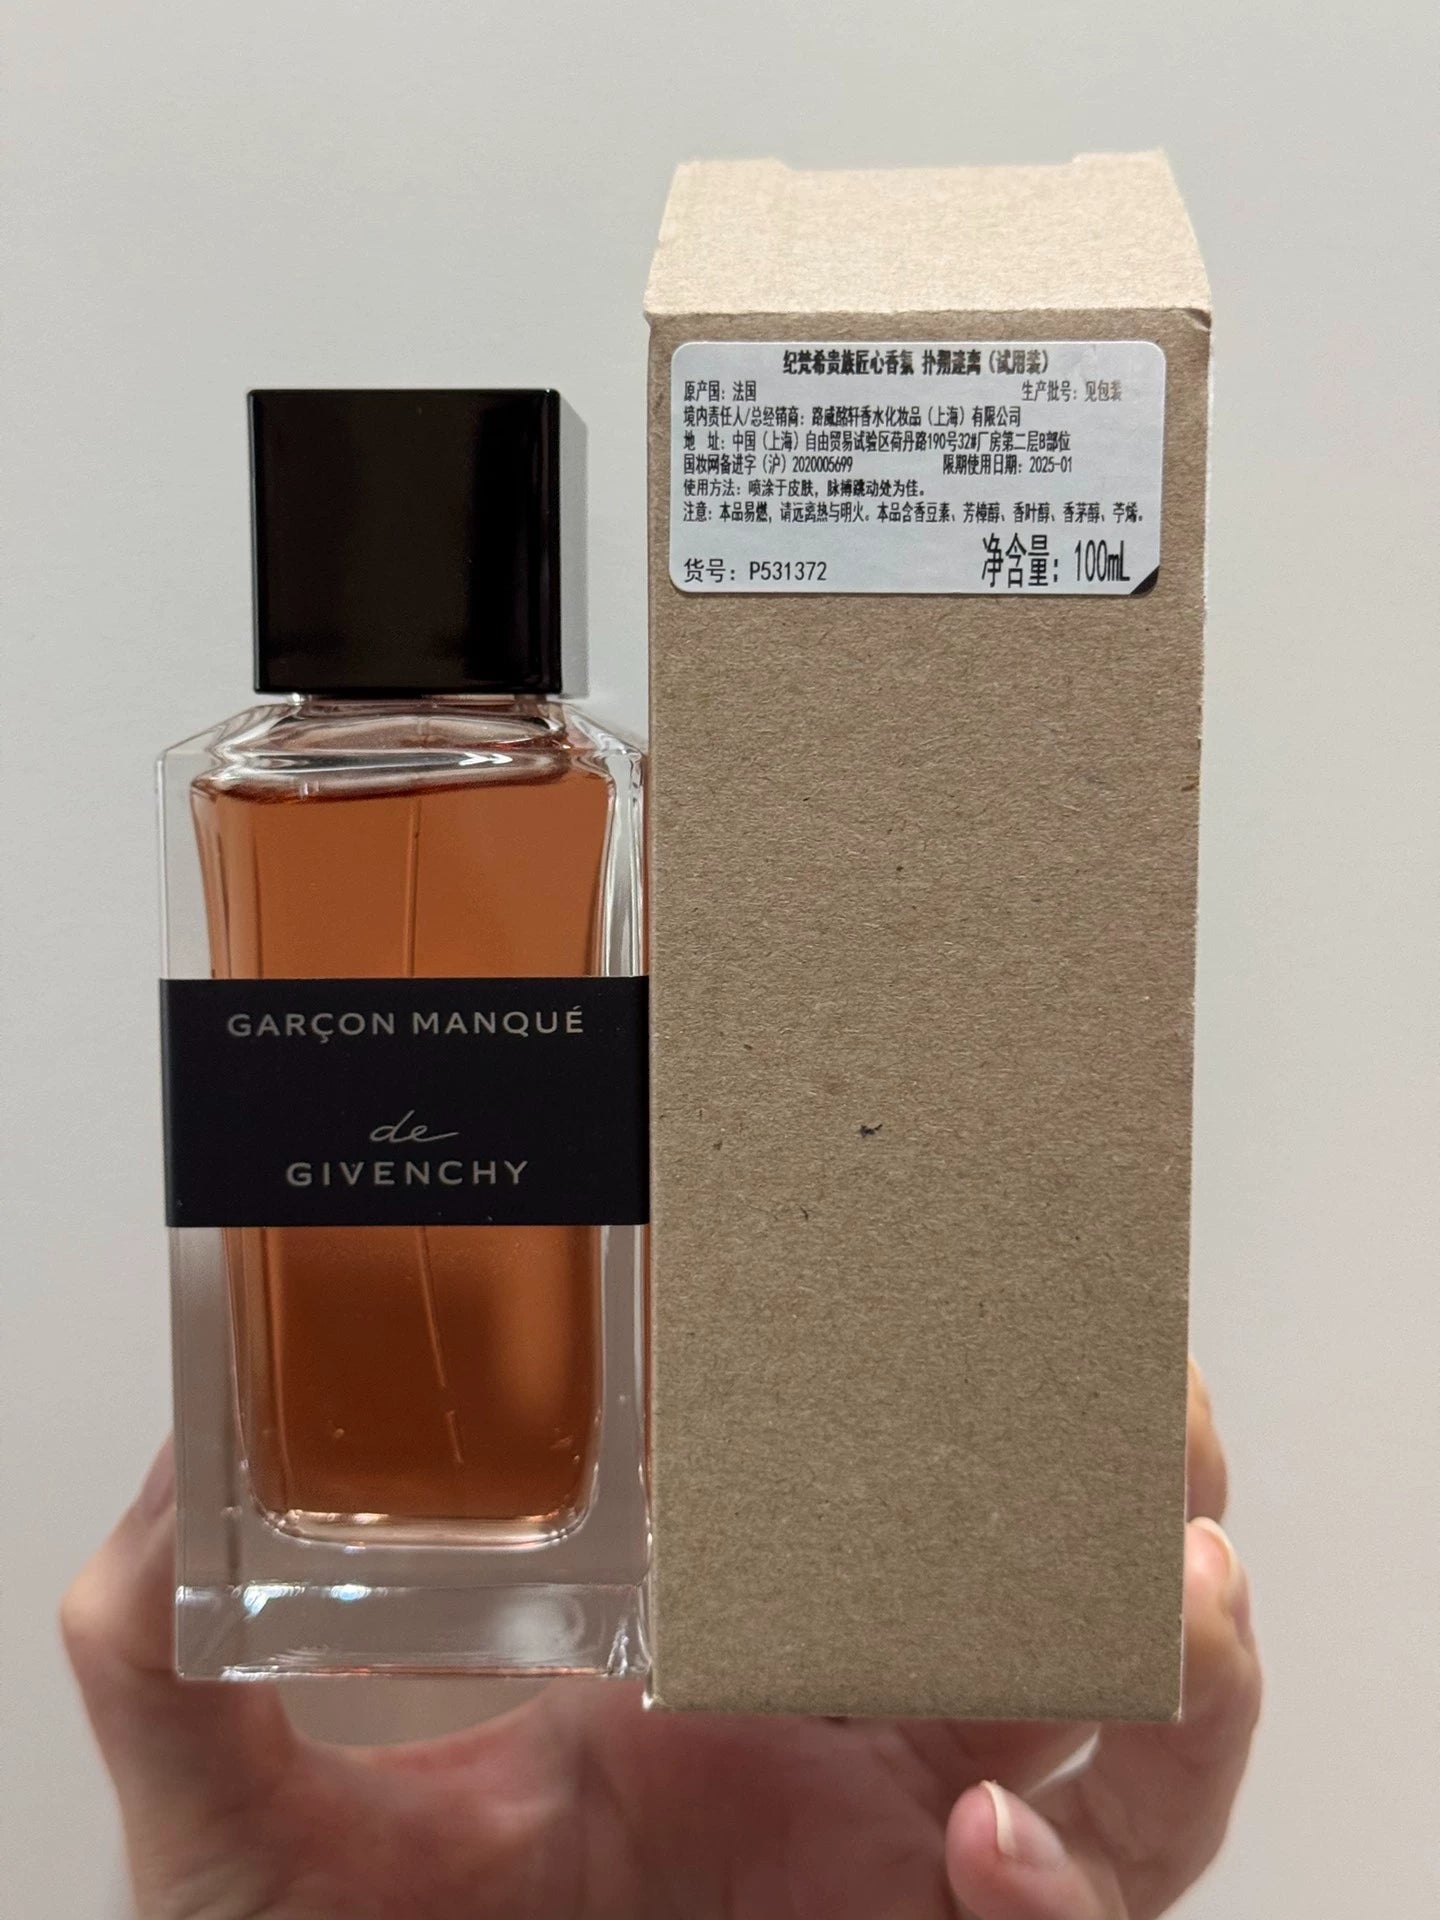 GARÇON MANQUÉ
de
GIVENCHY
纪梵希贵族匠心香氛 扑朔迷离（试用装）
原产国：法国 生产批号：见包装
境内责任人/总经销商：路威酩轩香水化妆品（上海）有限公司
地 址：中国（上海）自由贸易试验区荷丹路190号32#厂房第二层B部位
国妆网备进字（沪）2020005699 限期使用日期：2025-01
使用方法：喷涂于皮肤，脉搏跳动处为佳。
注意：本品易燃，请远离热与明火。本品含香豆素、芳樟醇、香叶醇、香茅醇、苧烯。
货号：P531372 净含量：100mL